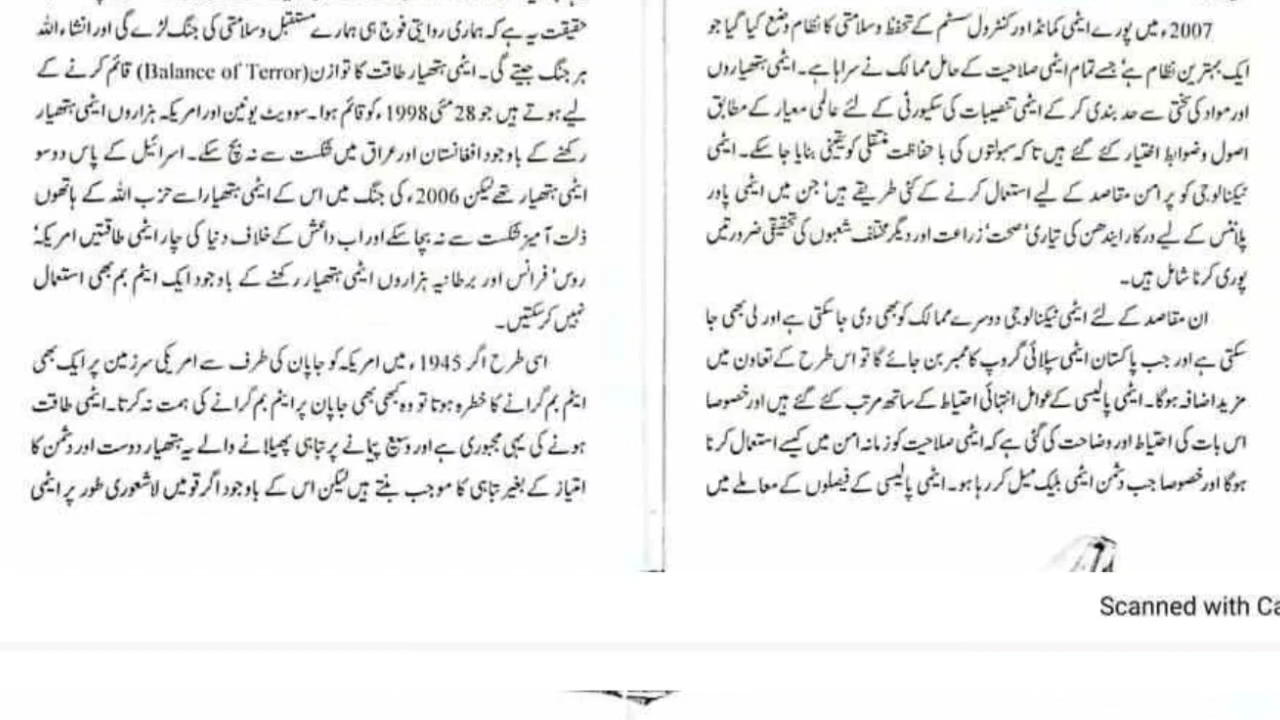 2007ء میں پورے ایٹمی کمانڈ اور کنٹرول سسٹم کے تحفظ و سلامتی کا نظام وضع کیا گیا جو
ایک بہترین نظام ہے‘ جسے تمام ایٹمی صلاحیت کے حامل ممالک نے سراہا ہے۔ ایٹمی ہتھیاروں
اور مواد کی سختی سے حد بندی کر کے ایٹمی تنصیبات کی سکیورٹی کے لئے عالمی معیار کے مطابق
اصول و ضوابط اختیار کئے گئے ہیں تاکہ سہولتوں کی با حفاظت منتقلی کو یقینی بنایا جا سکے۔ ایٹمی
ٹیکنالوجی کو پر امن مقاصد کے لیے استعمال کرنے کے کئی طریقے ہیں‘ جن میں ایٹمی پاور
پلانٹس کے لیے درکار ایندھن کی تیاری‘ صحت‘ زراعت اور دیگر مختلف شعبوں کی تحقیقی ضرورتیں
پوری کرنا شامل ہیں۔
ان مقاصد کے لئے ایٹمی ٹیکنالوجی دوسرے ممالک کو بھی دی جا سکتی ہے اور لی بھی جا
سکتی ہے اور جب پاکستان ایٹمی سپلائی گروپ کا ممبر بن جائے گا تو اس طرح کے تعاون میں
مزید اضافہ ہوگا۔ ایٹمی پالیسی کے عوامل انتہائی احتیاط کے ساتھ مرتب کئے گئے ہیں اور خصوصا
اس بات کی احتیاط اور وضاحت کی گئی ہے کہ ایٹمی صلاحیت کو زمانہ امن میں کیسے استعمال کرنا
ہوگا اور خصوصا جب دشمن ایٹمی بلیک میل کر رہا ہو۔ ایٹمی پالیسی کے فیصلوں کے معاملے میں
حقیقت یہ ہے کہ ہماری روایتی فوج ہی ہمارے مستقبل و سلامتی کی جنگ لڑے گی اور انشاء اللہ
ہر جنگ جیتے گی۔ ایٹمی ہتھیار طاقت کا توازن (Balance of Terror) قائم کرنے کے
لیے ہوتے ہیں جو 28 مئی 1998ء کو قائم ہوا۔ سوویٹ یونین اور امریکہ ہزاروں ایٹمی ہتھیار
رکھنے کے باوجود افغانستان اور عراق میں شکست سے نہ بچ سکے۔ اسرائیل کے پاس دو سو
ایٹمی ہتھیار تھے لیکن 2006ء کی جنگ میں اس کے ایٹمی ہتھیار اسے حزب اللہ کے ہاتھوں
ذلت آمیز شکست سے نہ بچا سکے اور اب داعش کے خلاف دنیا کی چار ایٹمی طاقتیں امریکہ‘
روس‘ فرانس اور برطانیہ ہزاروں ایٹمی ہتھیار رکھنے کے باوجود ایک ایٹم بم بھی استعمال
نہیں کر سکتیں۔
اسی طرح اگر 1945ء میں امریکہ کو جاپان کی طرف سے امریکی سرزمین پر ایک بھی
ایٹم بم گرانے کا خطرہ ہوتا تو وہ کبھی بھی جاپان پر ایٹم بم گرانے کی ہمت نہ کرتا۔ ایٹمی طاقت
ہونے کی یہی مجبوری ہے اور وسیع پیمانے پر تباہی پھیلانے والے یہ ہتھیار دوست اور دشمن کا
امتیاز کے بغیر تباہی کا موجب بنتے ہیں لیکن اس کے باوجود اگر قومیں لاشعوری طور پر ایٹمی
Scanned with Ca